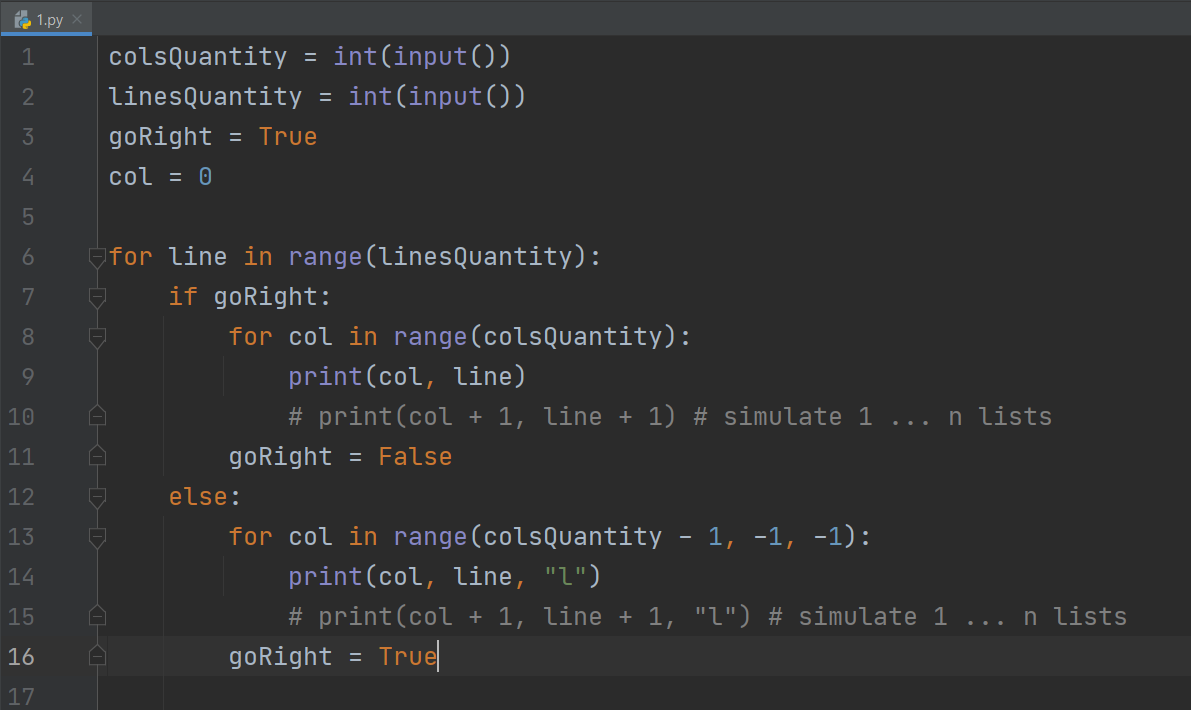 1.py
1 colsQuantity = int(input())
2 linesQuantity = int(input())
3 goRight = True
4 col = 0
5
6 for line in range(linesQuantity):
7     if goRight:
8         for col in range(colsQuantity):
9             print(col, line)
10             # print(col + 1, line + 1) # simulate 1 ... n lists
11         goRight = False
12     else:
13         for col in range(colsQuantity - 1, -1, -1):
14             print(col, line, "l")
15             # print(col + 1, line + 1, "l") # simulate 1 ... n lists
16         goRight = True
17